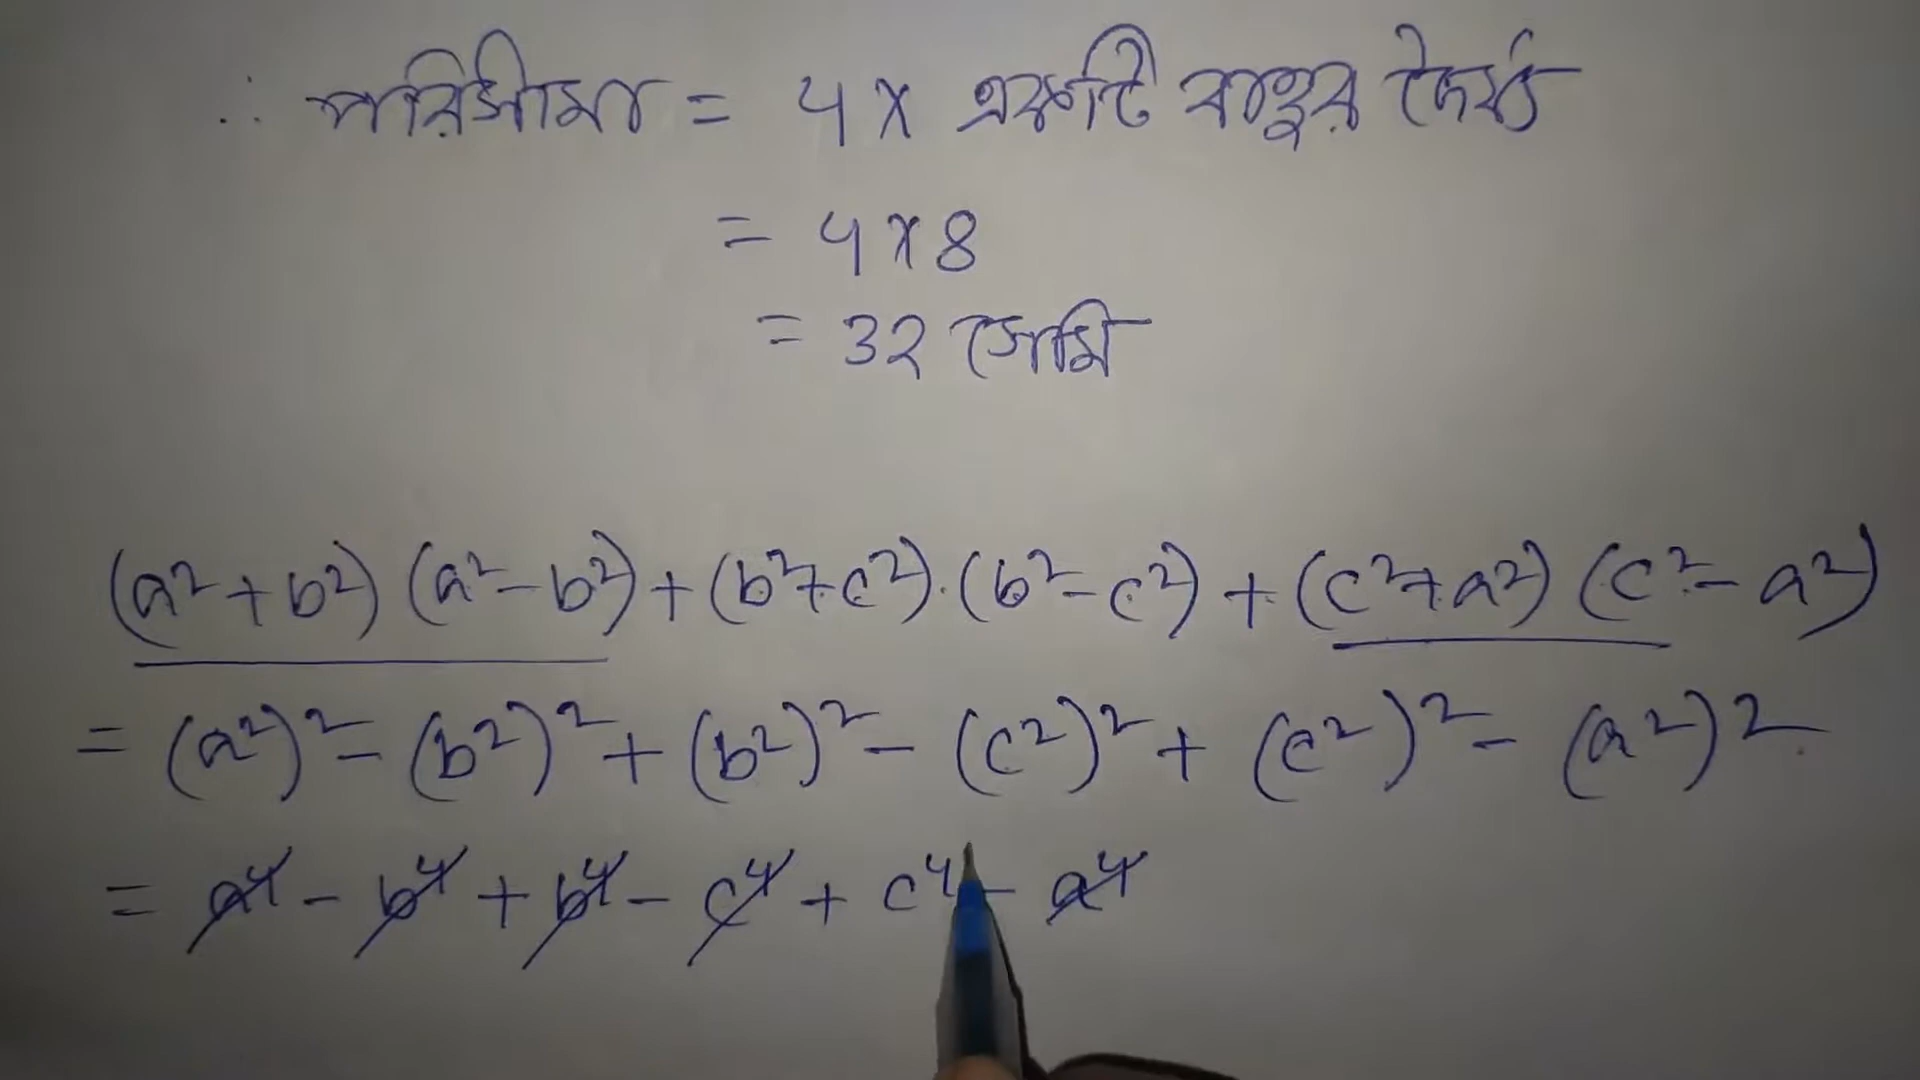 ∴ পরিসীমা = 4 × একটি বাহুর দৈর্ঘ্য
= 4 × 8
= 32 সেমি
(a²+b²) (a²-b²) + (b²+c²).(b²-c²) + (c²+a²) (c²-a²)
= (a²)² - (b²)² + (b²)² - (c²)² + (c²)² - (a²)²
= a⁴ - b⁴ + b⁴ - c⁴ + c⁴ - a⁴